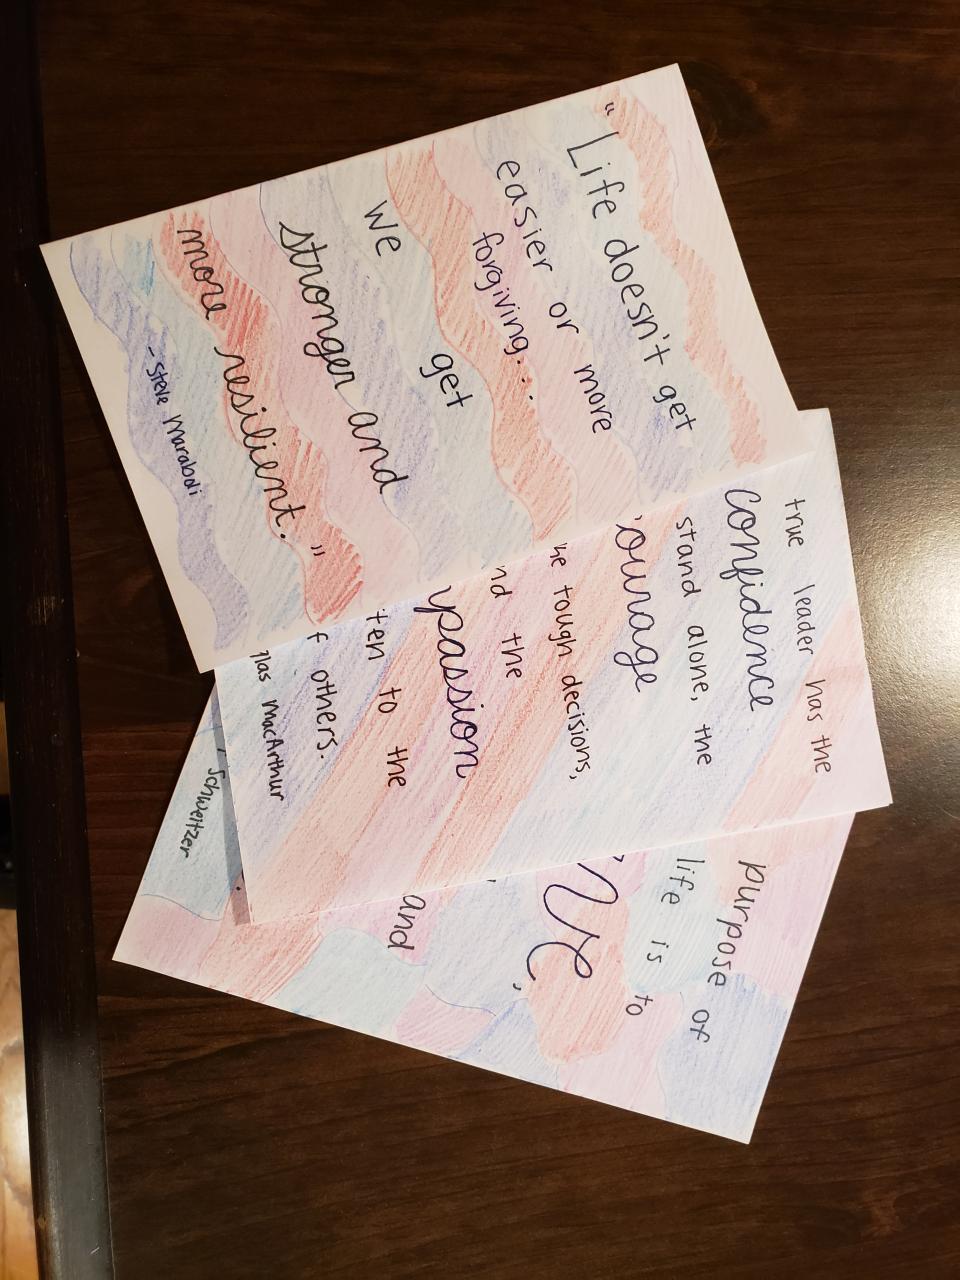 "Life doesn't get
easier or more
forgiving...
we get
stronger and
more resilient."
- Steve Maraboli
true leader has the
confidence
stand alone, the
ourage
tough decisions,
nd the
passion
ten to the
f others.
as MacArthur
purpose of
life is to
and
Schweitzer